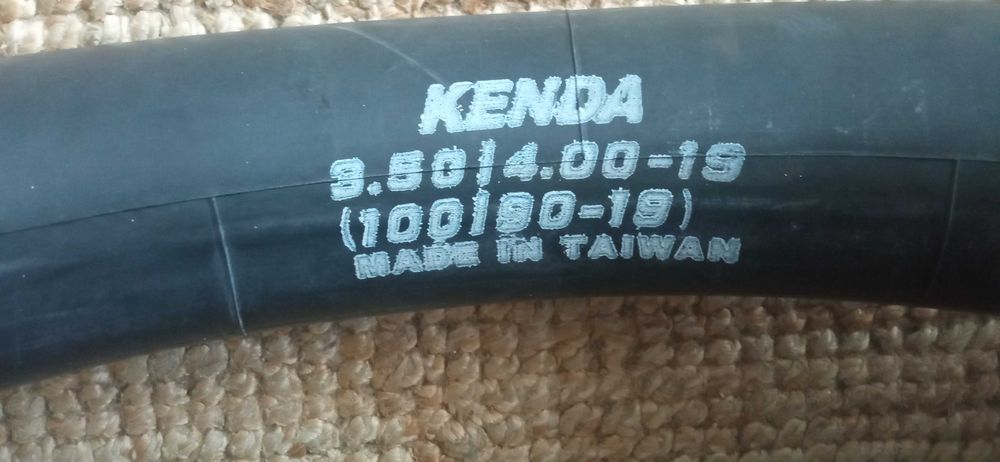 KENDA
3.50/4.00-19
(100/90-19)
MADE IN TAIWAN